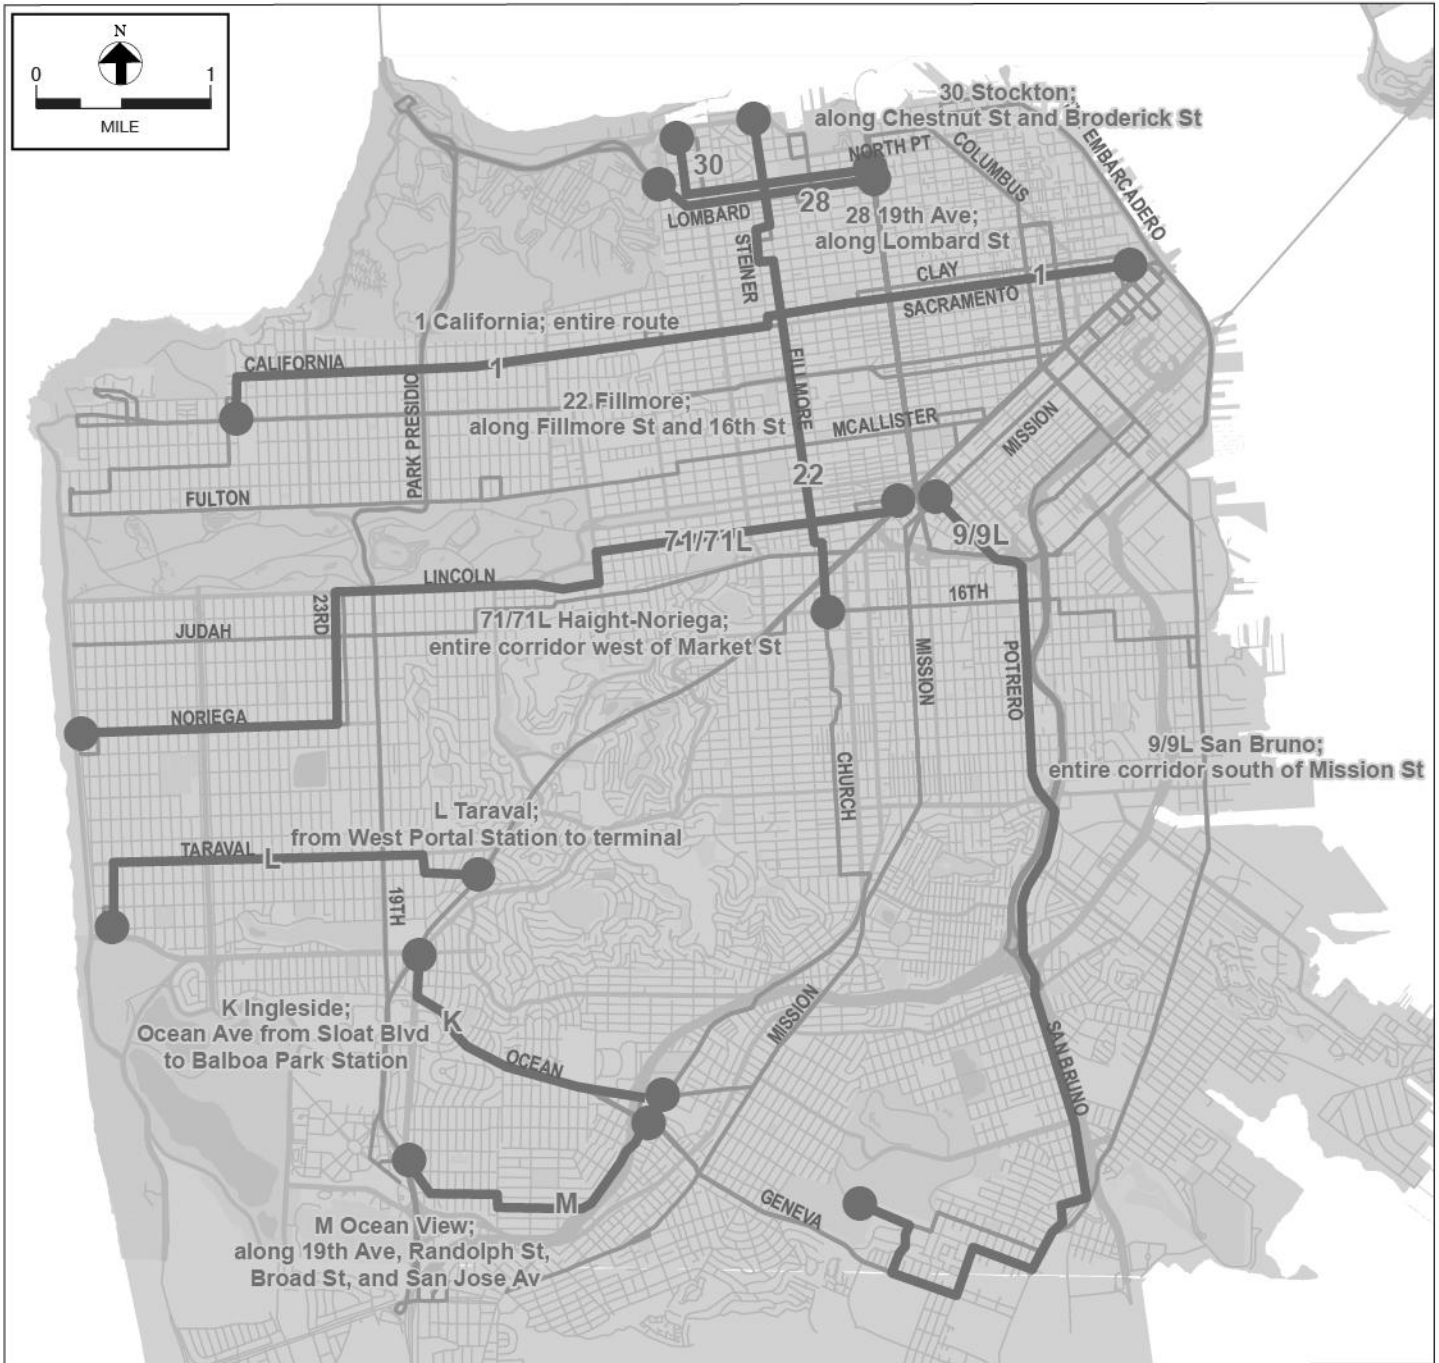 N
0 1
MILE
30 Stockton;
along Chestnut St and Broderick St
30
NORTH PT
COLUMBUS
EMBARCADERO
LOMBARD
28
28 19th Ave;
along Lombard St
STEINER
CLAY
1
SACRAMENTO
1 California; entire route
CALIFORNIA
1
PARK PRESIDIO
FILLMORE
22 Fillmore;
along Fillmore St and 16th St
MCALLISTER
MISSION
22
FULTON
71/71L
9/9L
LINCOLN
23RD
16TH
JUDAH
71/71L Haight-Noriega;
entire corridor west of Market St
MISSION
POTRERO
NORIEGA
9/9L San Bruno;
entire corridor south of Mission St
CHURCH
L Taraval;
from West Portal Station to terminal
TARAVAL
L
19TH
K Ingleside;
Ocean Ave from Sloat Blvd
to Balboa Park Station
K
OCEAN
MISSION
SAN BRUNO
M
GENEVA
M Ocean View;
along 19th Ave, Randolph St,
Broad St, and San Jose Av